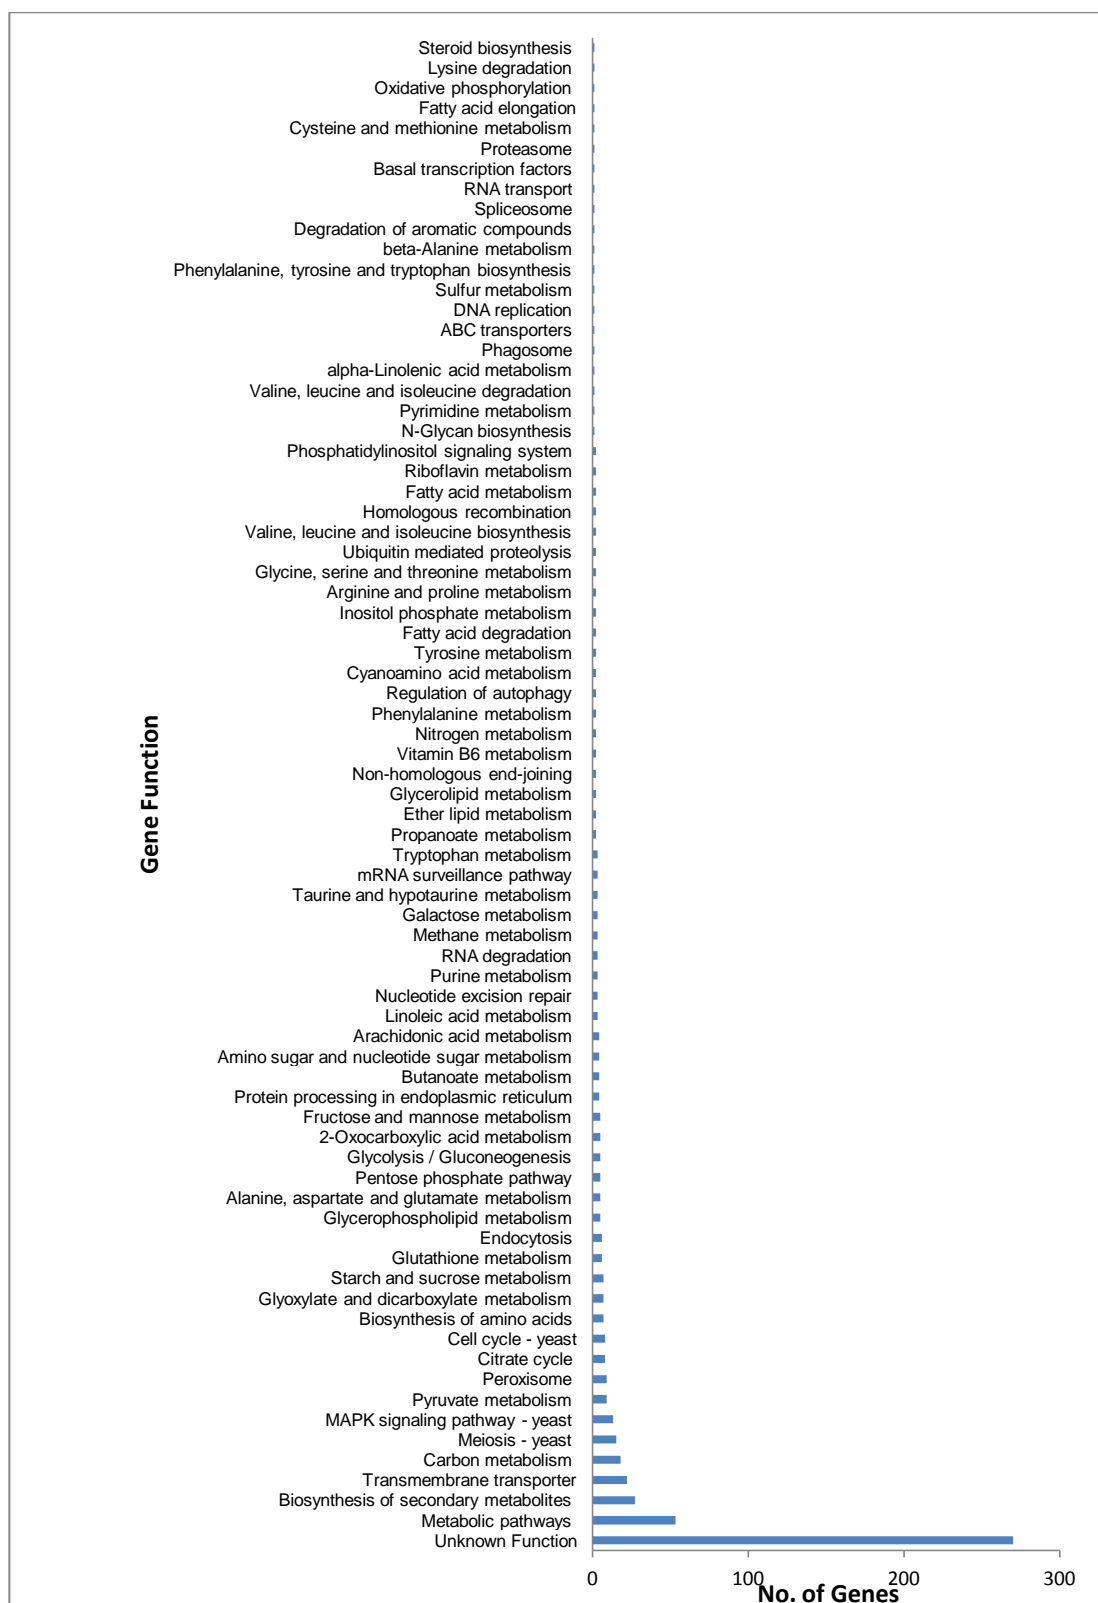 Steroid biosynthesis
Lysine degradation
Oxidative phosphorylation
Fatty acid elongation
Cysteine and methionine metabolism
Proteasome
Basal transcription factors
RNA transport
Spliceosome
Degradation of aromatic compounds
beta-Alanine metabolism
Phenylalanine, tyrosine and tryptophan biosynthesis
Sulfur metabolism
DNA replication
ABC transporters
Phagosome
alpha-Linolenic acid metabolism
Valine, leucine and isoleucine degradation
Pyrimidine metabolism
N-Glycan biosynthesis
Phosphatidylinositol signaling system
Riboflavin metabolism
Fatty acid metabolism
Homologous recombination
Valine, leucine and isoleucine biosynthesis
Ubiquitin mediated proteolysis
Glycine, serine and threonine metabolism
Arginine and proline metabolism
Inositol phosphate metabolism
Fatty acid degradation
Tyrosine metabolism
Cyanoamino acid metabolism
Regulation of autophagy
Phenylalanine metabolism
Nitrogen metabolism
Vitamin B6 metabolism
Non-homologous end-joining
Glycerolipid metabolism
Ether lipid metabolism
Propanoate metabolism
Tryptophan metabolism
mRNA surveillance pathway
Taurine and hypotaurine metabolism
Galactose metabolism
Methane metabolism
RNA degradation
Purine metabolism
Nucleotide excision repair
Linoleic acid metabolism
Arachidonic acid metabolism
Amino sugar and nucleotide sugar metabolism
Butanoate metabolism
Protein processing in endoplasmic reticulum
Fructose and mannose metabolism
2-Oxocarboxylic acid metabolism
Glycolysis / Gluconeogenesis
Pentose phosphate pathway
Alanine, aspartate and glutamate metabolism
Glycerophospholipid metabolism
Endocytosis
Glutathione metabolism
Starch and sucrose metabolism
Glyoxylate and dicarboxylate metabolism
Biosynthesis of amino acids
Cell cycle - yeast
Citrate cycle
Peroxisome
Pyruvate metabolism
MAPK signaling pathway - yeast
Meiosis - yeast
Carbon metabolism
Transmembrane transporter
Biosynthesis of secondary metabolites
Metabolic pathways
Unknown Function
Gene Function
0 100 200 300
No. of Genes